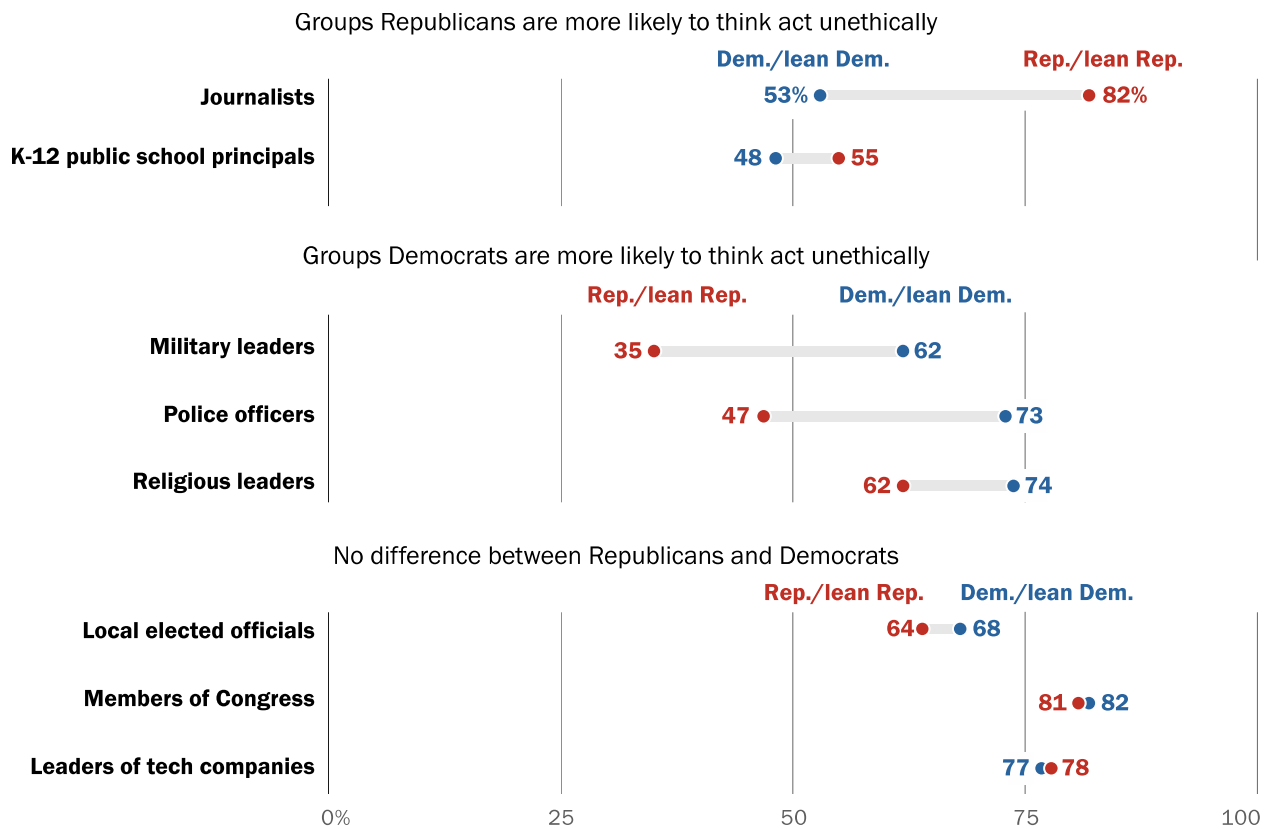 Groups Republicans are more likely to think act unethically
Dem./lean Dem. Rep./lean Rep.
Journalists 53% 82%
K-12 public school principals 48 55
Groups Democrats are more likely to think act unethically
Rep./lean Rep. Dem./lean Dem.
Military leaders 35 62
Police officers 47 73
Religious leaders 62 74
No difference between Republicans and Democrats
Rep./lean Rep. Dem./lean Dem.
Local elected officials 64 68
Members of Congress 81 82
Leaders of tech companies 77 78
0% 25 50 75 100